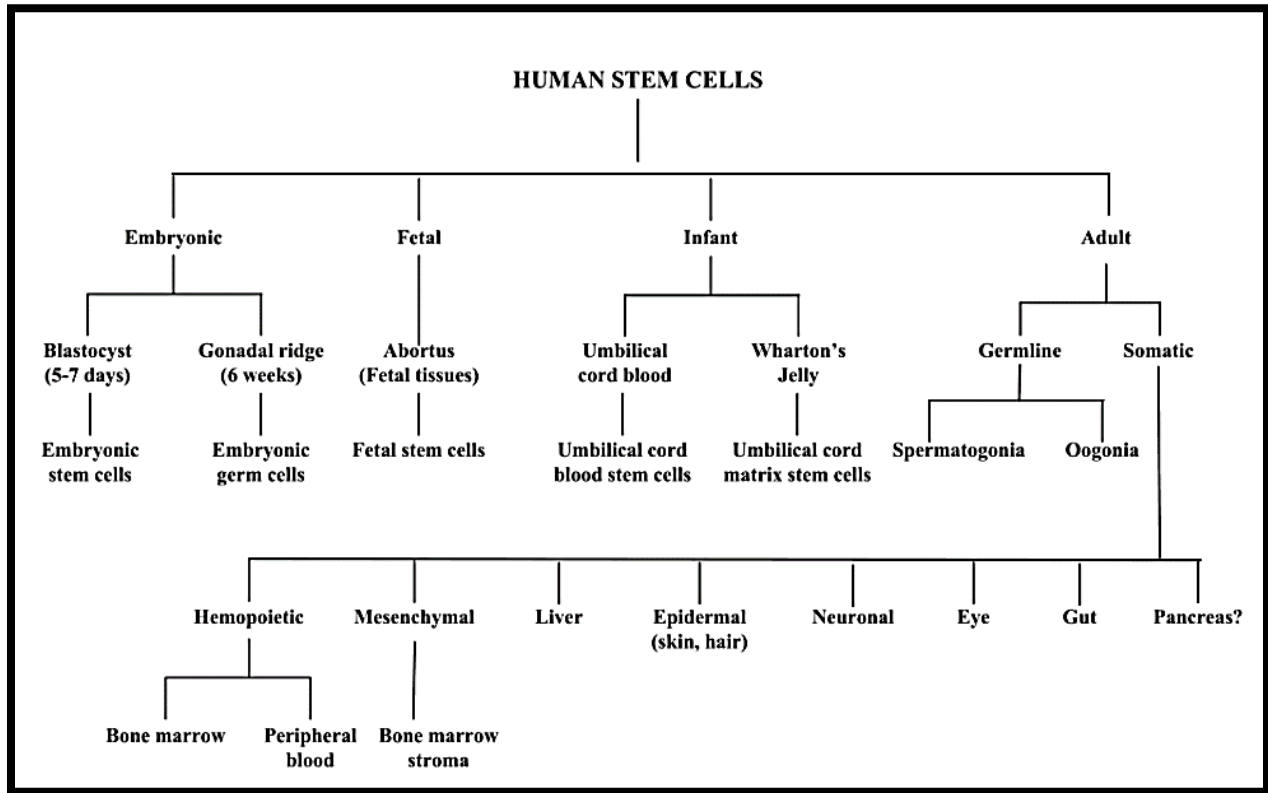 HUMAN STEM CELLS
Embryonic
Fetal
Infant
Adult
Blastocyst
(5-7 days)
Gonadal ridge
(6 weeks)
Abortus
(Fetal tissues)
Umbilical
cord blood
Wharton's
Jelly
Germline
Somatic
Embryonic
stem cells
Embryonic
germ cells
Fetal stem cells
Umbilical cord
blood stem cells
Umbilical cord
matrix stem cells
Spermatogonia
Oogonia
Hemopoietic
Mesenchymal
Liver
Epidermal
(skin, hair)
Neuronal
Eye
Gut
Pancreas?
Bone marrow
Peripheral
blood
Bone marrow
stroma